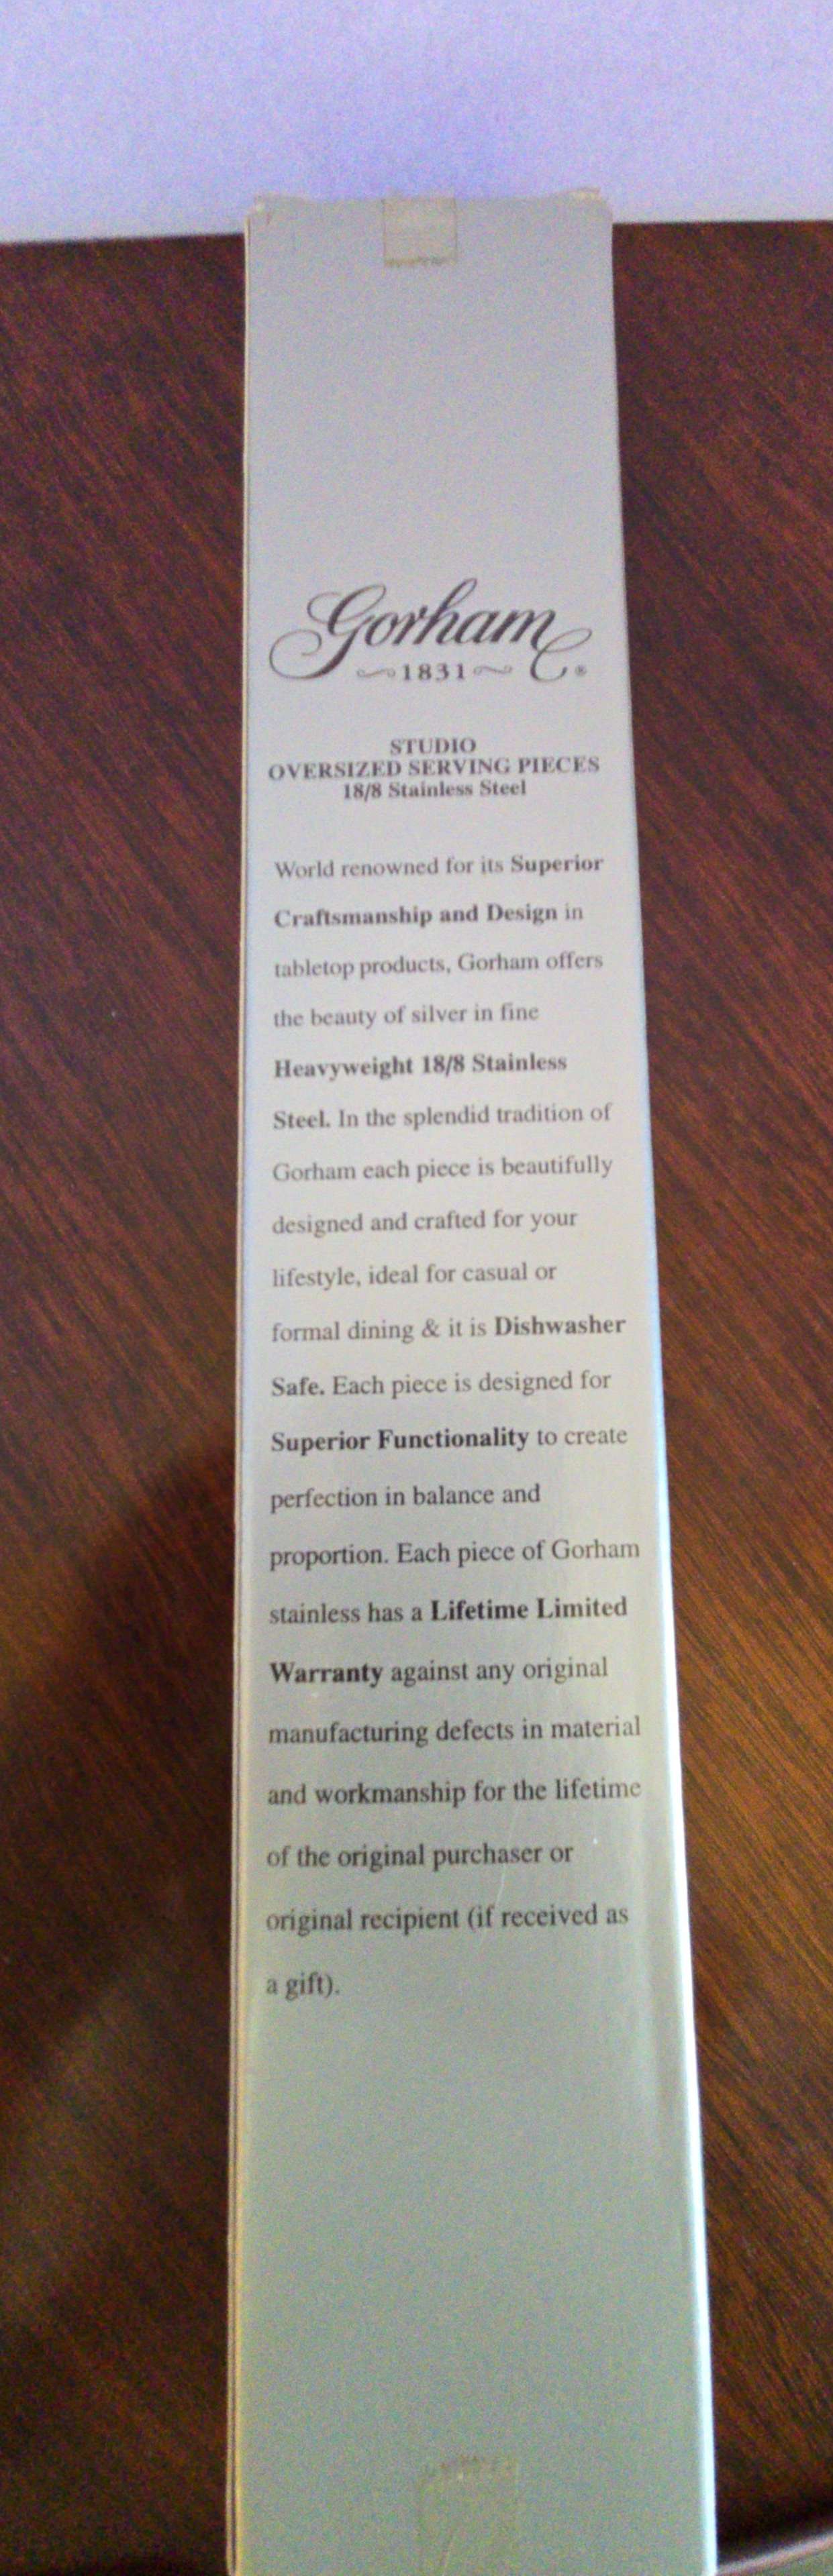 Gorham
1831
STUDIO
OVERSIZED SERVING PIECES
18/8 Stainless Steel
World renowned for its Superior
Craftsmanship and Design in
tabletop products, Gorham offers
the beauty of silver in fine
Heavyweight 18/8 Stainless
Steel. In the splendid tradition of
Gorham each piece is beautifully
designed and crafted for your
lifestyle, ideal for casual or
formal dining & it is Dishwasher
Safe. Each piece is designed for
Superior Functionality to create
perfection in balance and
proportion. Each piece of Gorham
stainless has a Lifetime Limited
Warranty against any original
manufacturing defects in material
and workmanship for the lifetime
of the original purchaser or
original recipient (if received as
a gift).